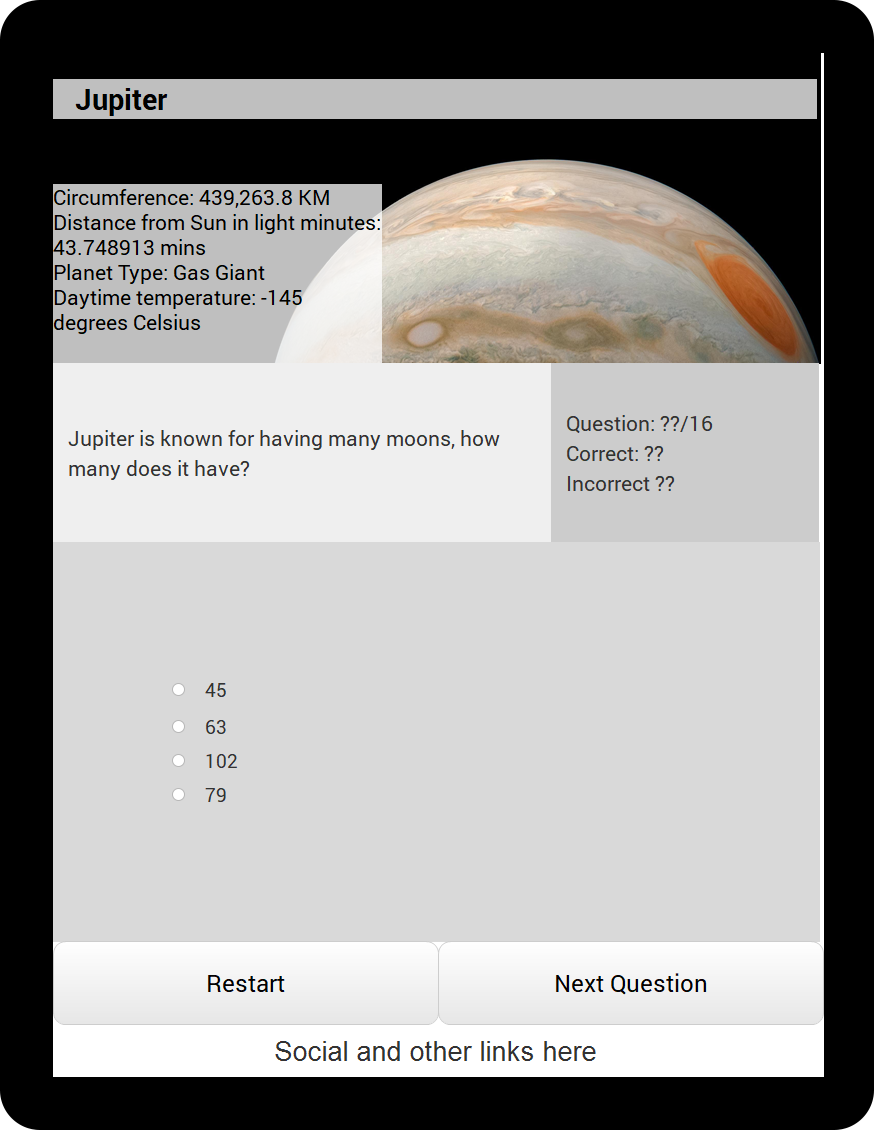 Jupiter
Circumference: 439,263.8 KM
Distance from Sun in light minutes:
43.748913 mins
Planet Type: Gas Giant
Daytime temperature: -145
degrees Celsius
Jupiter is known for having many moons, how
many does it have?
Question: ??/16
Correct: ??
Incorrect ??
45
63
102
79
Restart
Next Question
Social and other links here